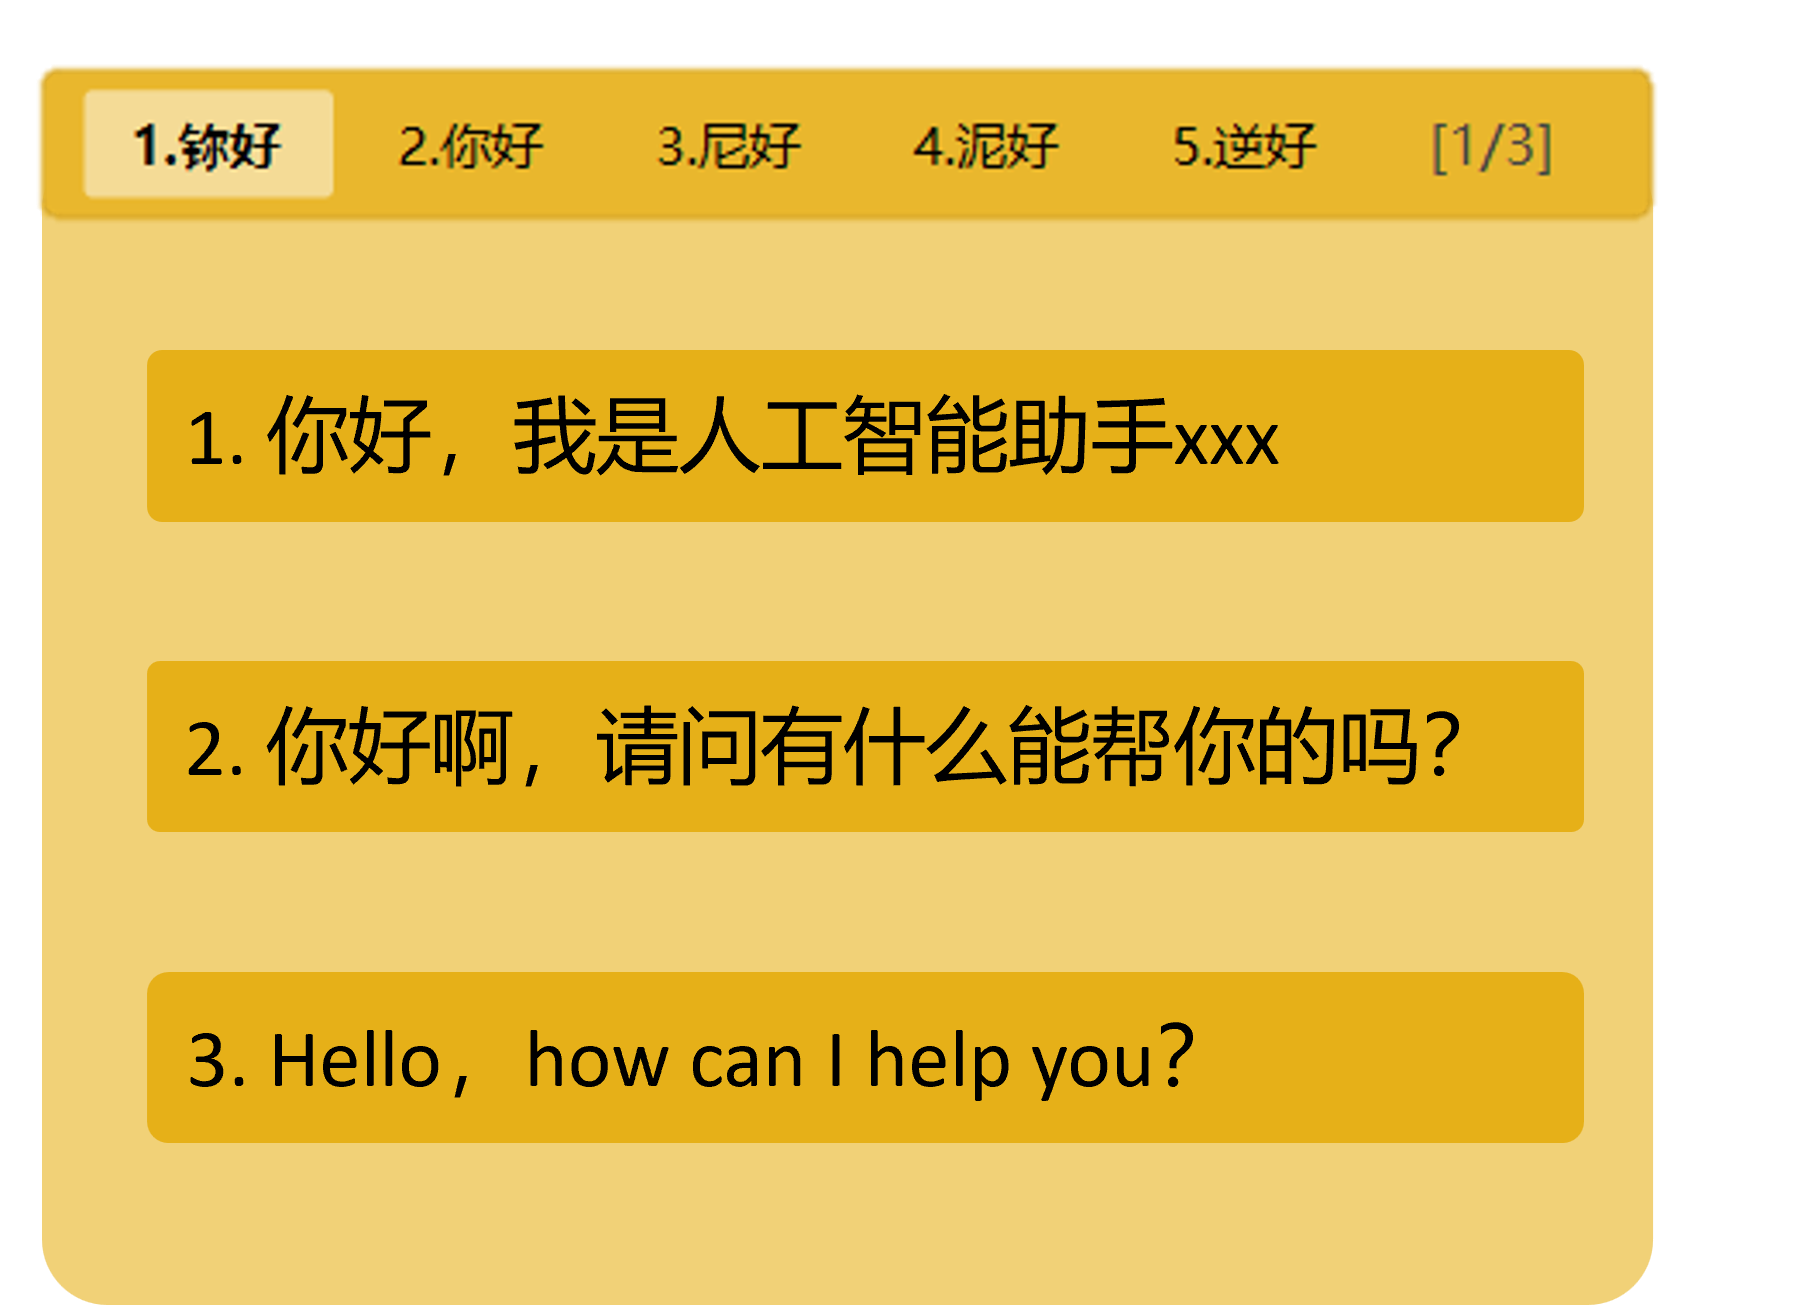 1.铱好 2.你好 3.尼好 4.泥好 5.逆好 [1/3]
1. 你好，我是人工智能助手xxx
2. 你好啊，请问有什么能帮你的吗？
3. Hello，how can I help you？